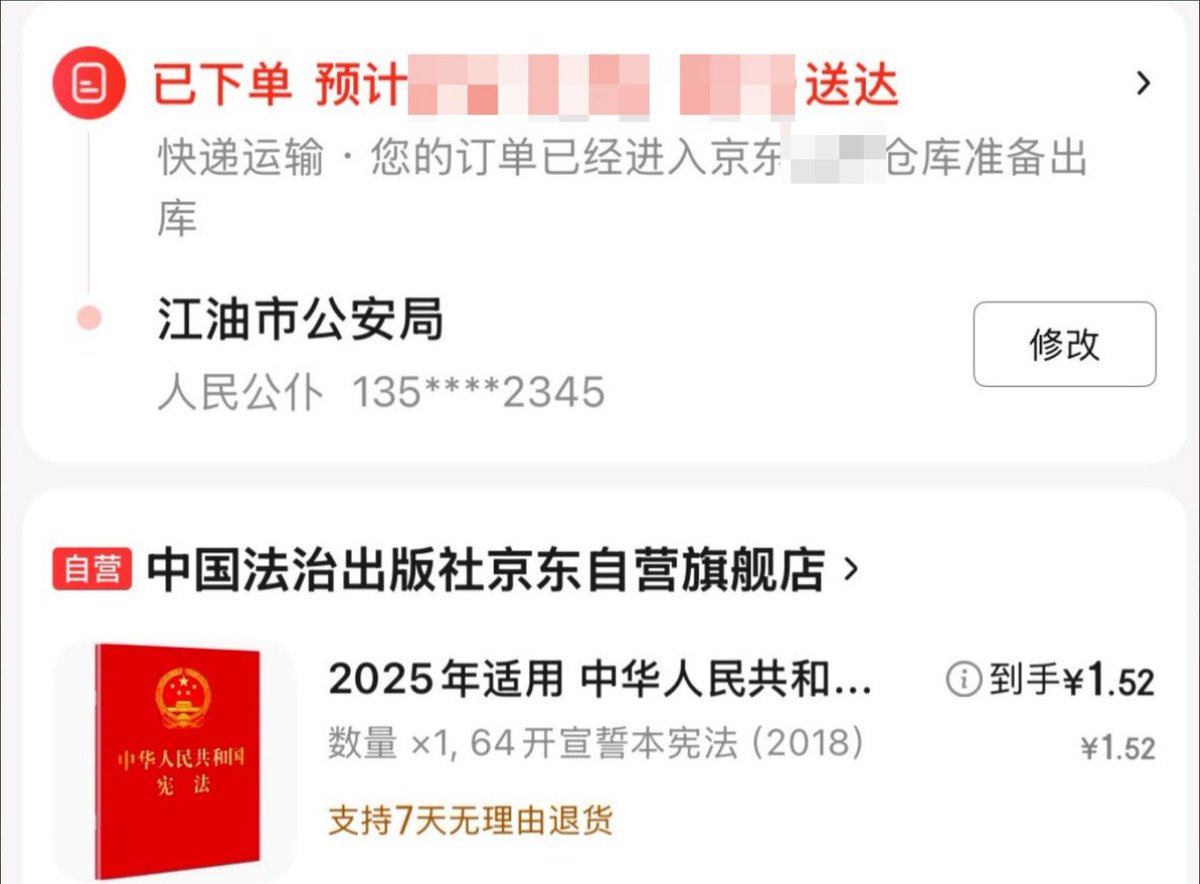 已下单 预计 送达
快递运输 · 您的订单已经进入京东 仓库准备出
库
江油市公安局
修改
人民公仆 135****2345
自营 中国法治出版社京东自营旗舰店
2025年适用 中华人民共和... 到手¥1.52
数量 ×1, 64开宣誓本宪法 (2018) ¥1.52
支持7天无理由退货
中华人民共和国
宪 法